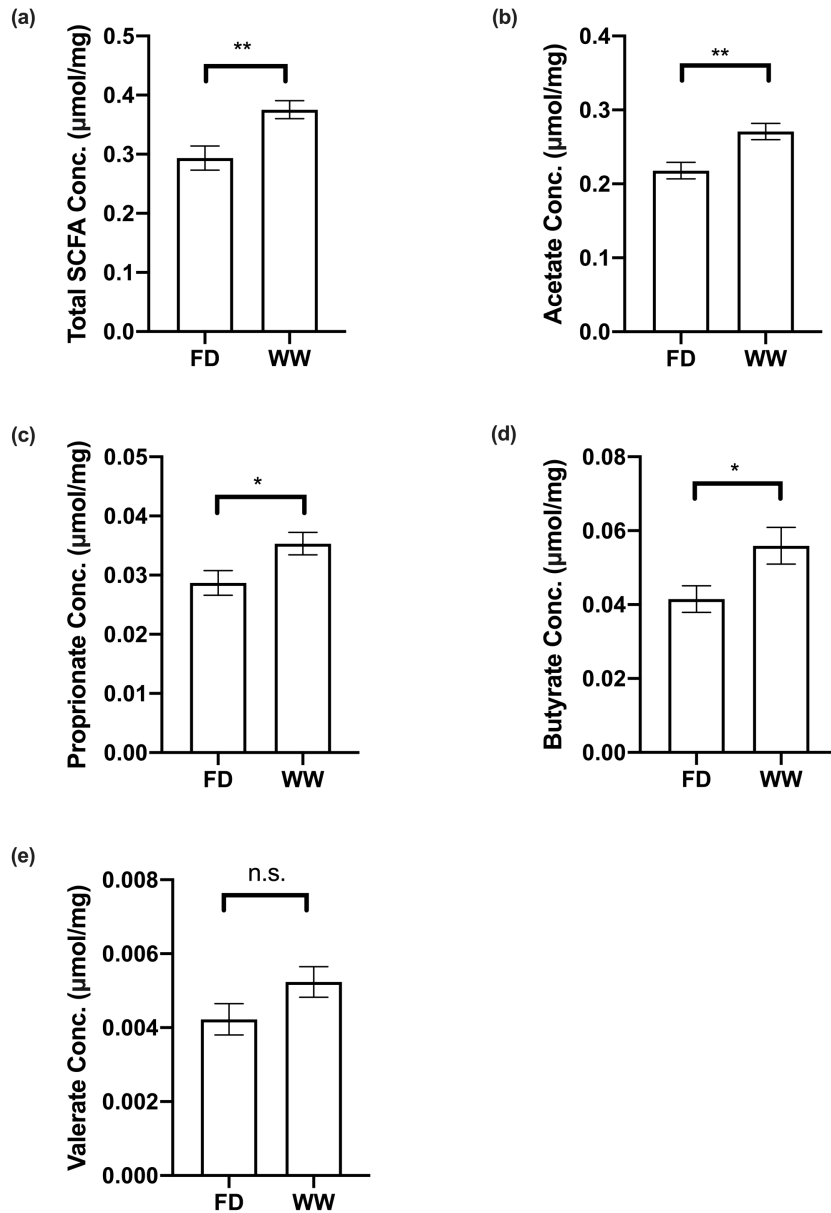 (a)
Total SCFA Conc. (μmol/mg)
0.5
0.4
0.3
0.2
0.1
0.0
**
FD WW
(b)
Acetate Conc. (μmol/mg)
0.4
0.3
0.2
0.1
0.0
**
FD WW
(c)
Proprionate Conc. (μmol/mg)
0.05
0.04
0.03
0.02
0.01
0.00
*
FD WW
(d)
Butyrate Conc. (μmol/mg)
0.08
0.06
0.04
0.02
0.00
*
FD WW
(e)
Valerate Conc. (μmol/mg)
0.008
0.006
0.004
0.002
0.000
n.s.
FD WW